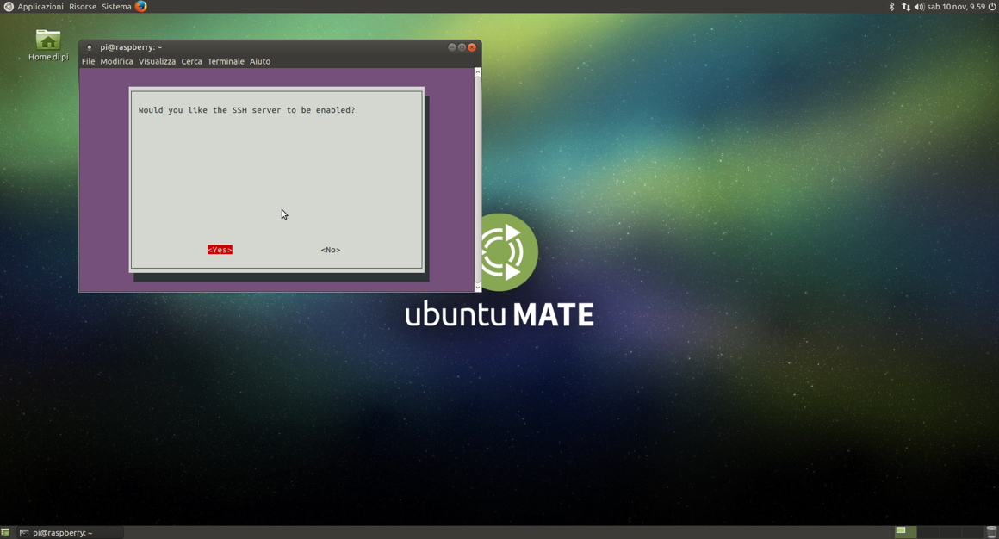 Applicazioni Risorse Sistema
sab 10 nov, 9.59
Home di pi
pi@raspberry: ~
File Modifica Visualizza Cerca Terminale Aiuto
Would you like the SSH server to be enabled?
<Yes> <No>
ubuntu MATE
pi@raspberry: ~